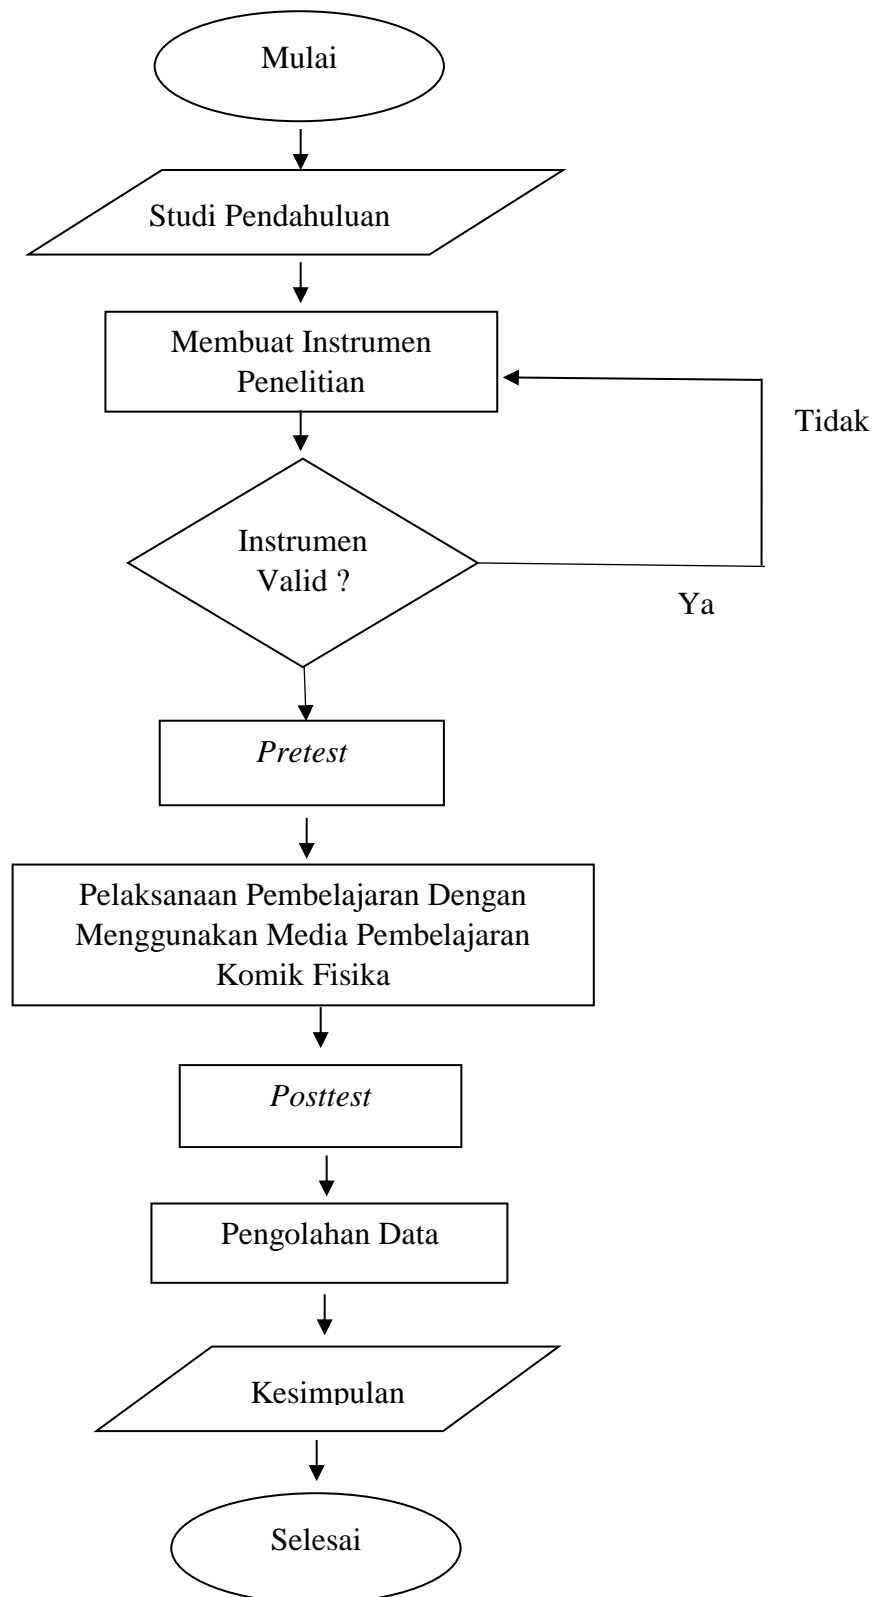 Mulai
Studi Pendahuluan
Membuat Instrumen
Penelitian
Tidak
Instrumen
Valid ?
Ya
Pretest
Pelaksanaan Pembelajaran Dengan
Menggunakan Media Pembelajaran
Komik Fisika
Posttest
Pengolahan Data
Kesimpulan
Selesai